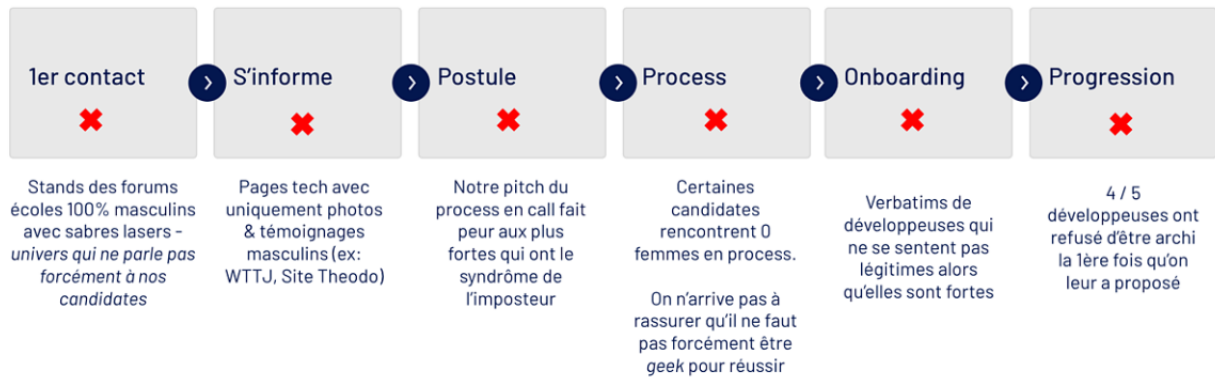 1er contact
S'informe
Postule
Process
Onboarding
Progression
Stands des forums
écoles 100% masculins
avec sabres lasers -
univers qui ne parle pas
forcément à nos
candidates
Pages tech avec
uniquement photos
& témoignages
masculins (ex:
WTTJ, Site Theodo)
Notre pitch du
process en call fait
peur aux plus
fortes qui ont le
syndrôme de
l'imposteur
Certaines
candidates
rencontrent 0
femmes en process.
On n'arrive pas à
rassurer qu'il ne faut
pas forcément être
geek pour réussir
Verbatims de
développeuses qui
ne se sentent pas
légitimes alors
qu'elles sont fortes
4 / 5
développeuses ont
refusé d'être archi
la 1ère fois qu'on
leur a proposé